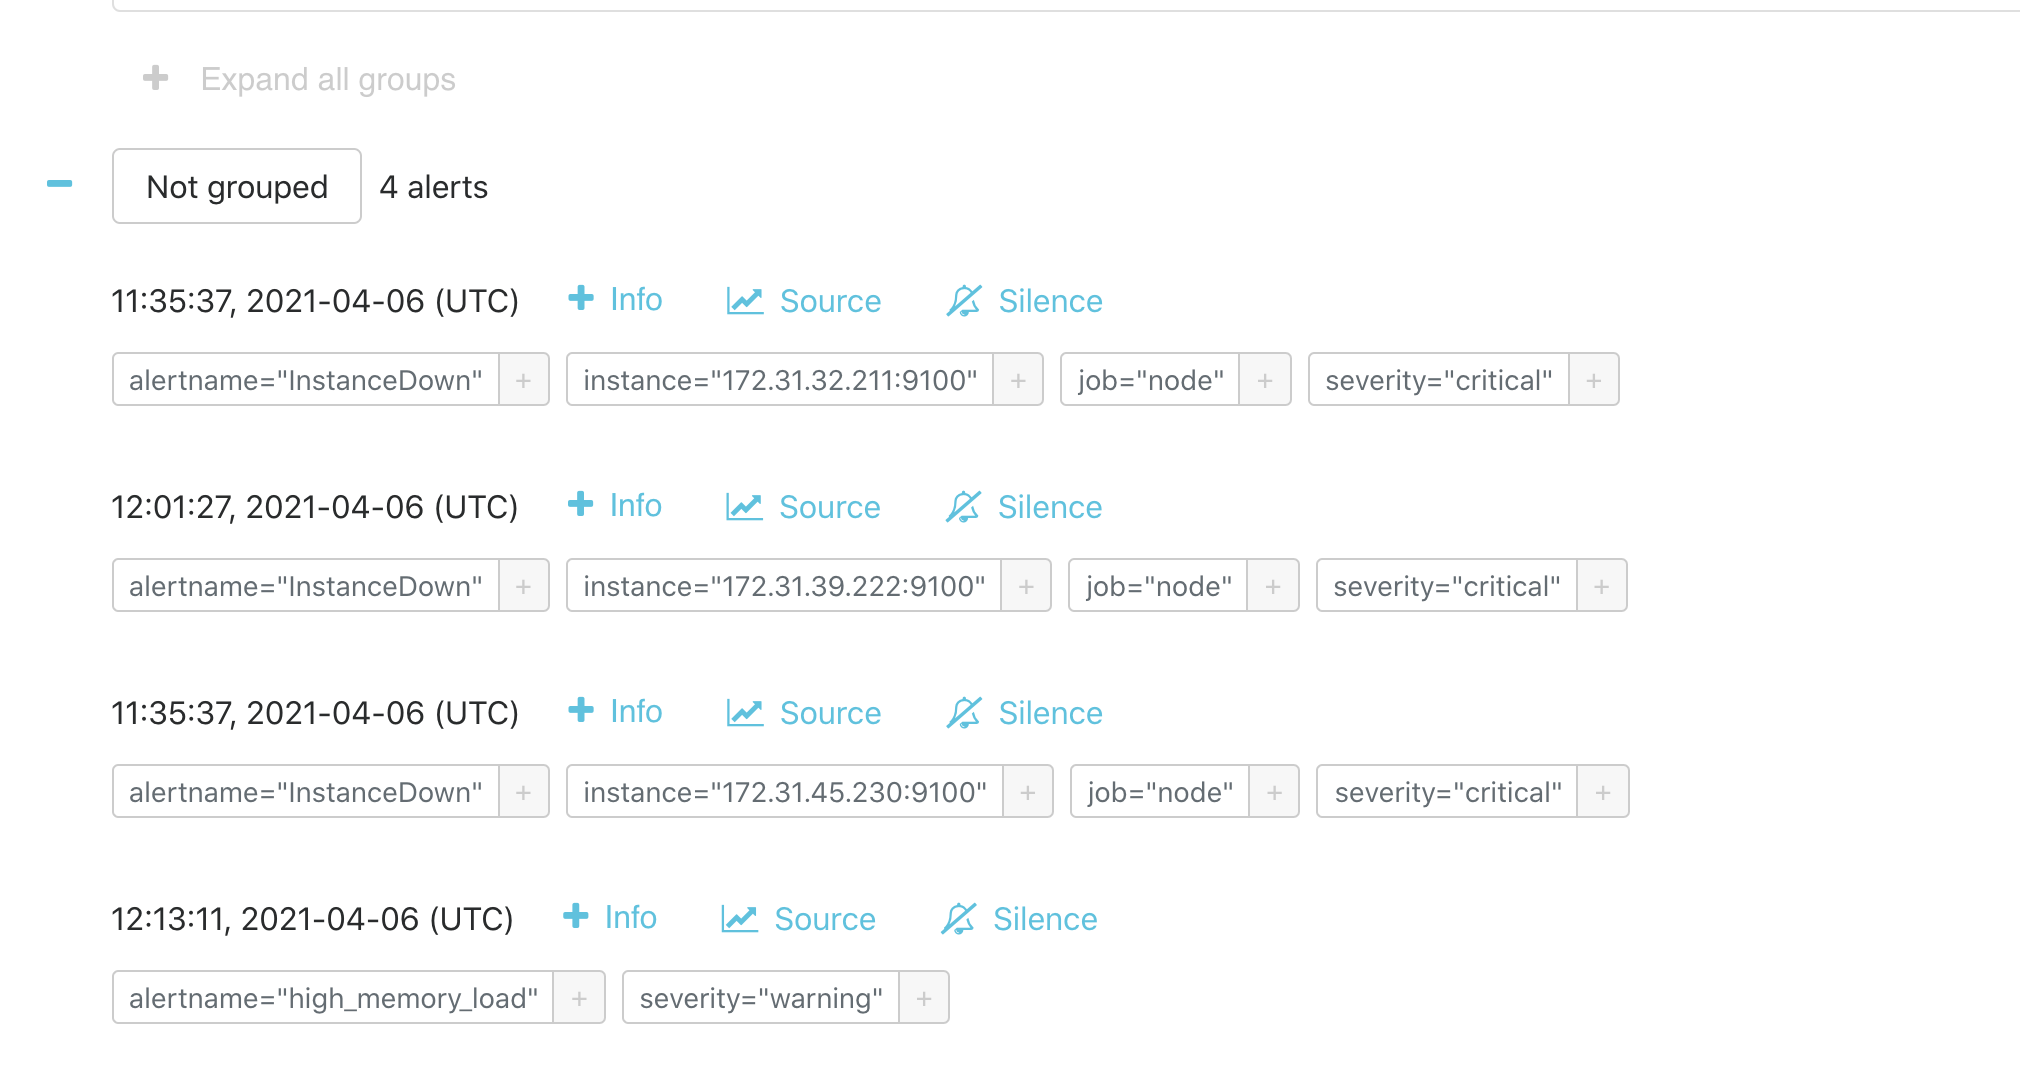 + Expand all groups
Not grouped 4 alerts
11:35:37, 2021-04-06 (UTC) + Info Source Silence
alertname="InstanceDown" + instance="172.31.32.211:9100" + job="node" + severity="critical" +
12:01:27, 2021-04-06 (UTC) + Info Source Silence
alertname="InstanceDown" + instance="172.31.39.222:9100" + job="node" + severity="critical" +
11:35:37, 2021-04-06 (UTC) + Info Source Silence
alertname="InstanceDown" + instance="172.31.45.230:9100" + job="node" + severity="critical" +
12:13:11, 2021-04-06 (UTC) + Info Source Silence
alertname="high_memory_load" + severity="warning" +